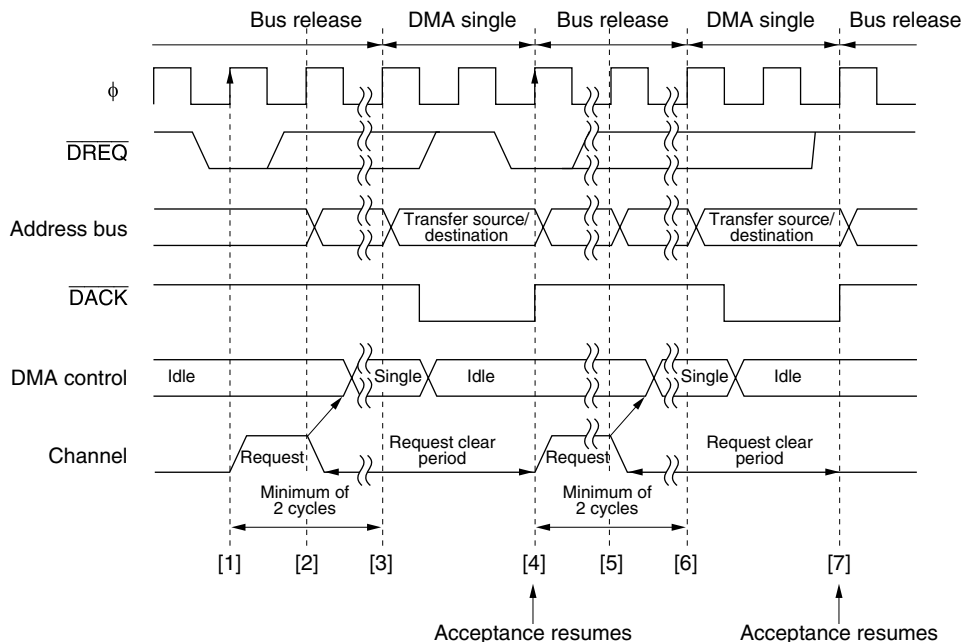 Bus release DMA single Bus release DMA single Bus release
ϕ
DREQ
Address bus
Transfer source/
destination
Transfer source/
destination
DACK
DMA control
Idle Single Idle Single Idle
Channel
Request
Request clear
period
Request
Request clear
period
Minimum of
2 cycles
Minimum of
2 cycles
[1] [2] [3] [4] [5] [6] [7]
Acceptance resumes Acceptance resumes